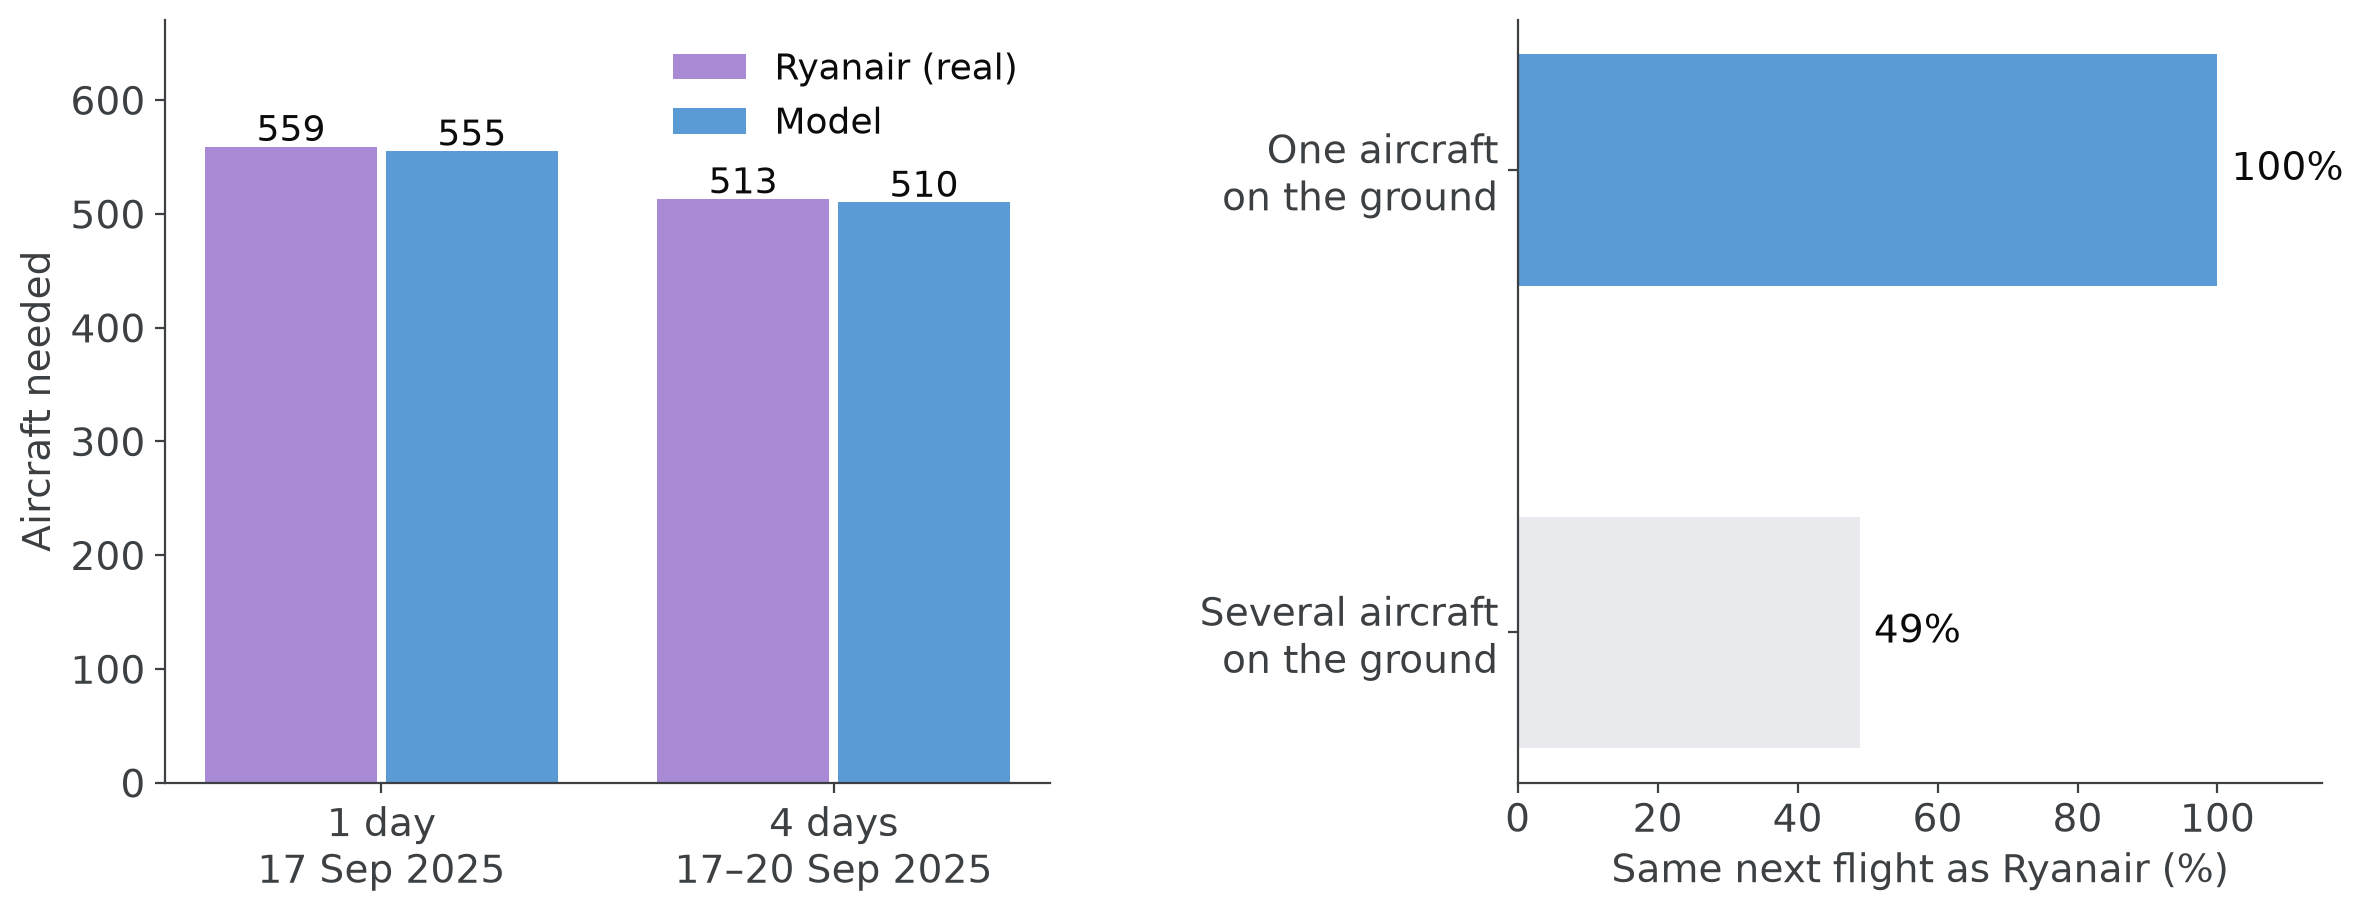 Ryanair (real)
Model
559
555
513
510
600
500
400
300
200
100
0
Aircraft needed
1 day
17 Sep 2025
4 days
17–20 Sep 2025
One aircraft
on the ground
100%
Several aircraft
on the ground
49%
0 20 40 60 80 100
Same next flight as Ryanair (%)